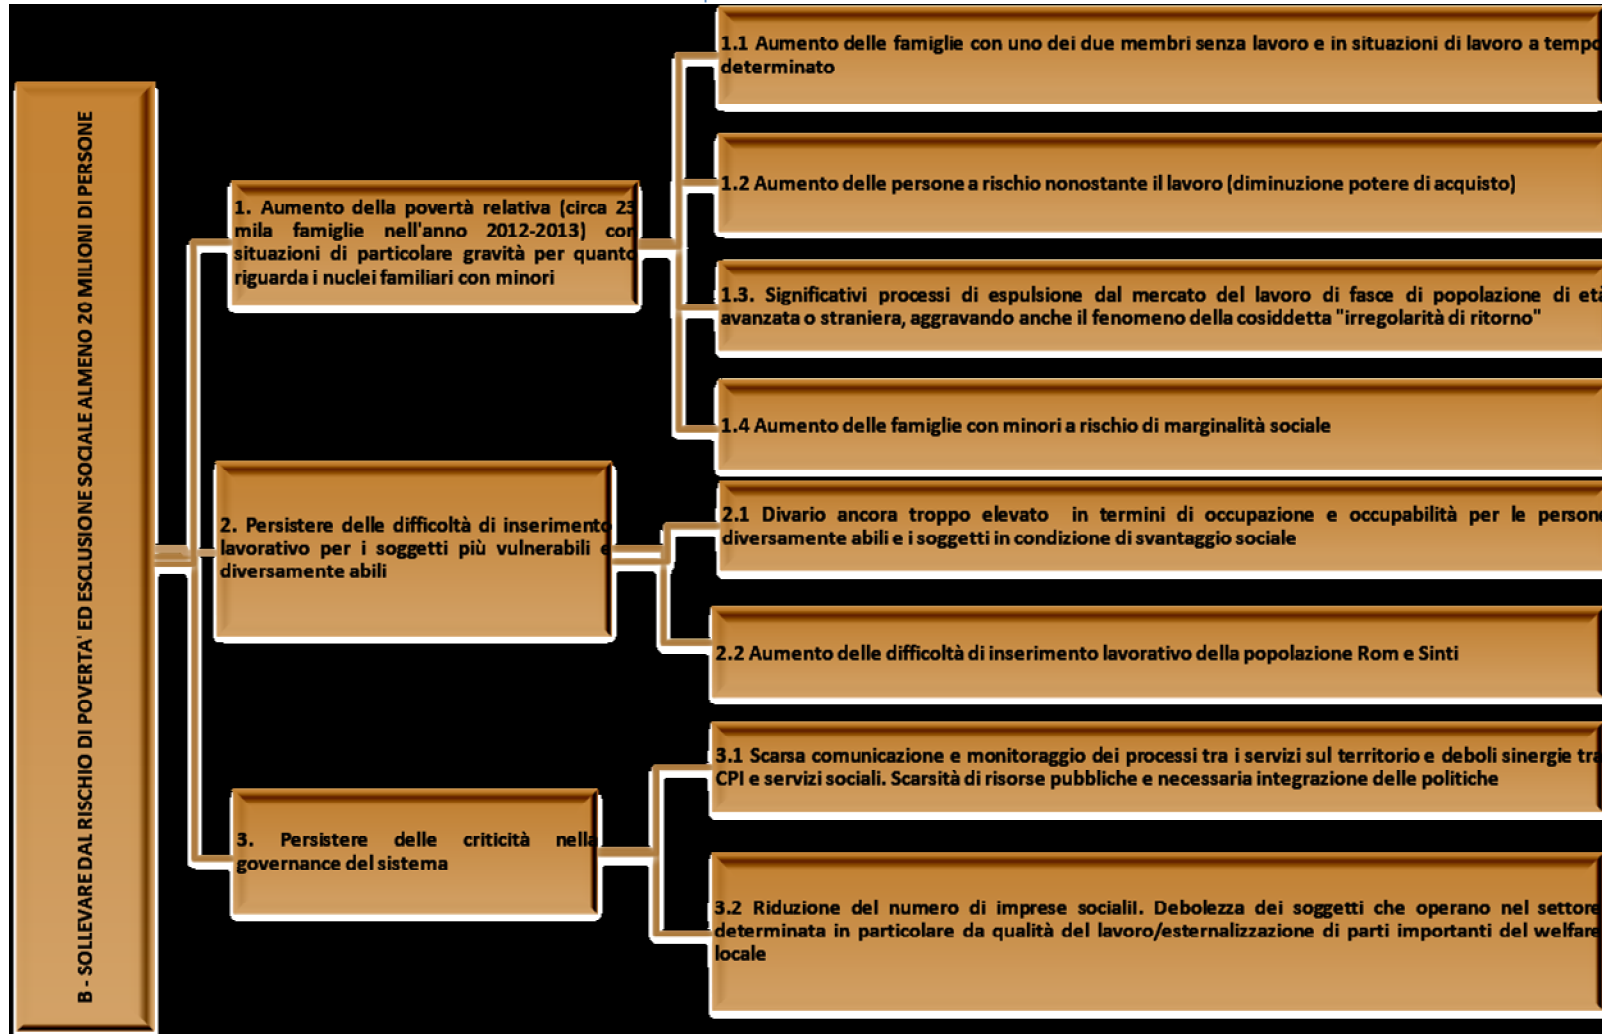 B - SOLLEVARE DAL RISCHIO DI POVERTA' ED ESCLUSIONE SOCIALE ALMENO 20 MILIONI DI PERSONE
1. Aumento della povertà relativa (circa 23
mila famiglie nell'anno 2012-2013) con
situazioni di particolare gravità per quanto
riguarda i nuclei familiari con minori
1.1 Aumento delle famiglie con uno dei due membri senza lavoro e in situazioni di lavoro a tempo
determinato
1.2 Aumento delle persone a rischio nonostante il lavoro (diminuzione potere di acquisto)
1.3. Significativi processi di espulsione dal mercato del lavoro di fasce di popolazione di età
avanzata o straniera, aggravando anche il fenomeno della cosiddetta "irregolarità di ritorno"
1.4 Aumento delle famiglie con minori a rischio di marginalità sociale
2. Persistere delle difficoltà di inserimento
lavorativo per i soggetti più vulnerabili e
diversamente abili
2.1 Divario ancora troppo elevato in termini di occupazione e occupabilità per le persone
diversamente abili e i soggetti in condizione di svantaggio sociale
2.2 Aumento delle difficoltà di inserimento lavorativo della popolazione Rom e Sinti
3. Persistere delle criticità nella
governance del sistema
3.1 Scarsa comunicazione e monitoraggio dei processi tra i servizi sul territorio e deboli sinergie tra
CPI e servizi sociali. Scarsità di risorse pubbliche e necessaria integrazione delle politiche
3.2 Riduzione del numero di imprese socialiI. Debolezza dei soggetti che operano nel settore
determinata in particolare da qualità del lavoro/esternalizzazione di parti importanti del welfare
locale